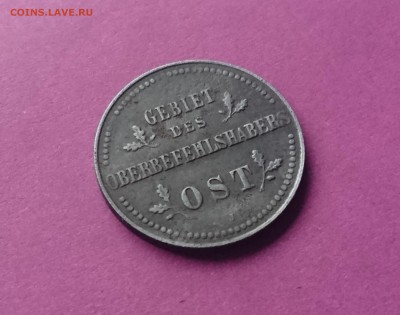 COINS.LAVE.RU
GEBIET
DES
OBERBEFEHLSHABERS
OST